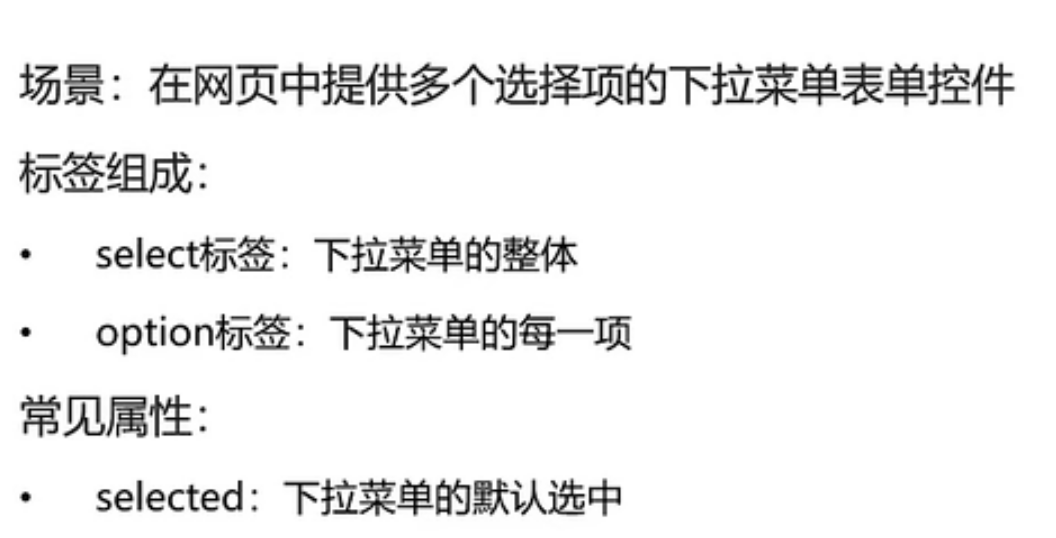 场景：在网页中提供多个选择项的下拉菜单表单控件
标签组成：
• select标签：下拉菜单的整体
• option标签：下拉菜单的每一项
常见属性：
• selected：下拉菜单的默认选中